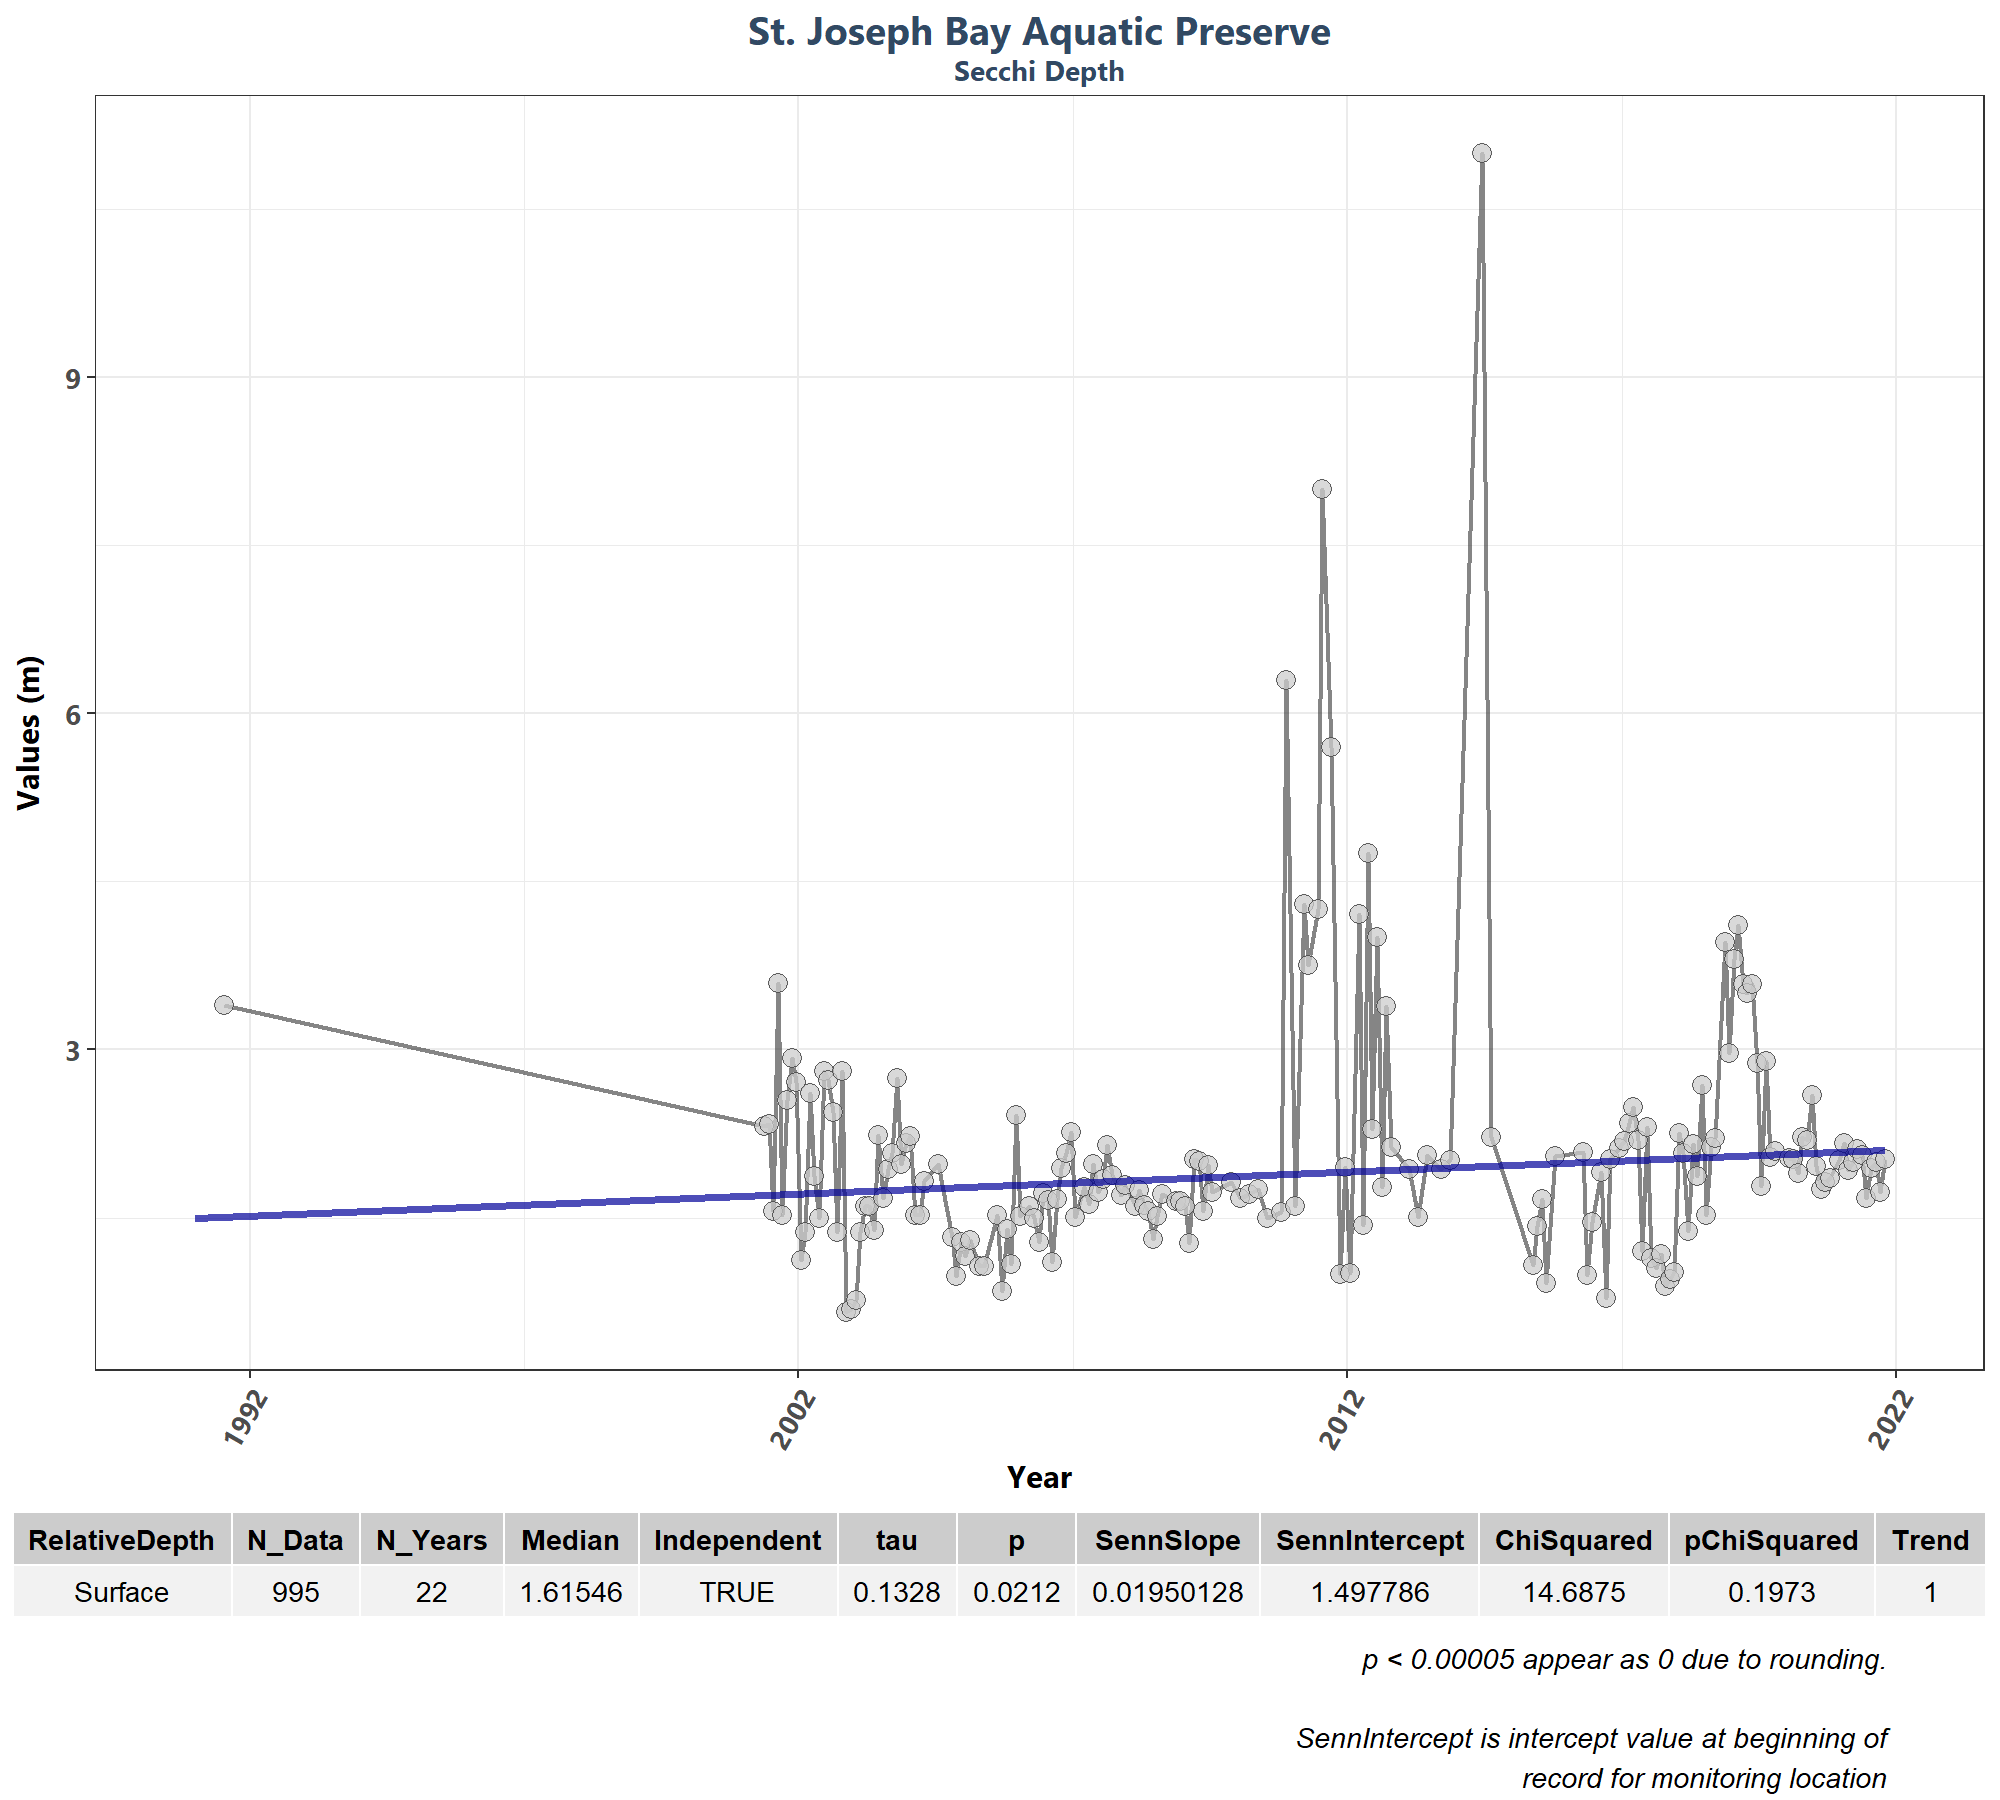 St. Joseph Bay Aquatic Preserve
Secchi Depth
Values (m)
9
6
3
1992 2002 2012 2022
Year
RelativeDepth N_Data N_Years Median Independent tau p SennSlope SennIntercept ChiSquared pChiSquared Trend
Surface 995 22 1.61546 TRUE 0.1328 0.0212 0.01950128 1.497786 14.6875 0.1973 1
p < 0.00005 appear as 0 due to rounding.
SennIntercept is intercept value at beginning of
record for monitoring location